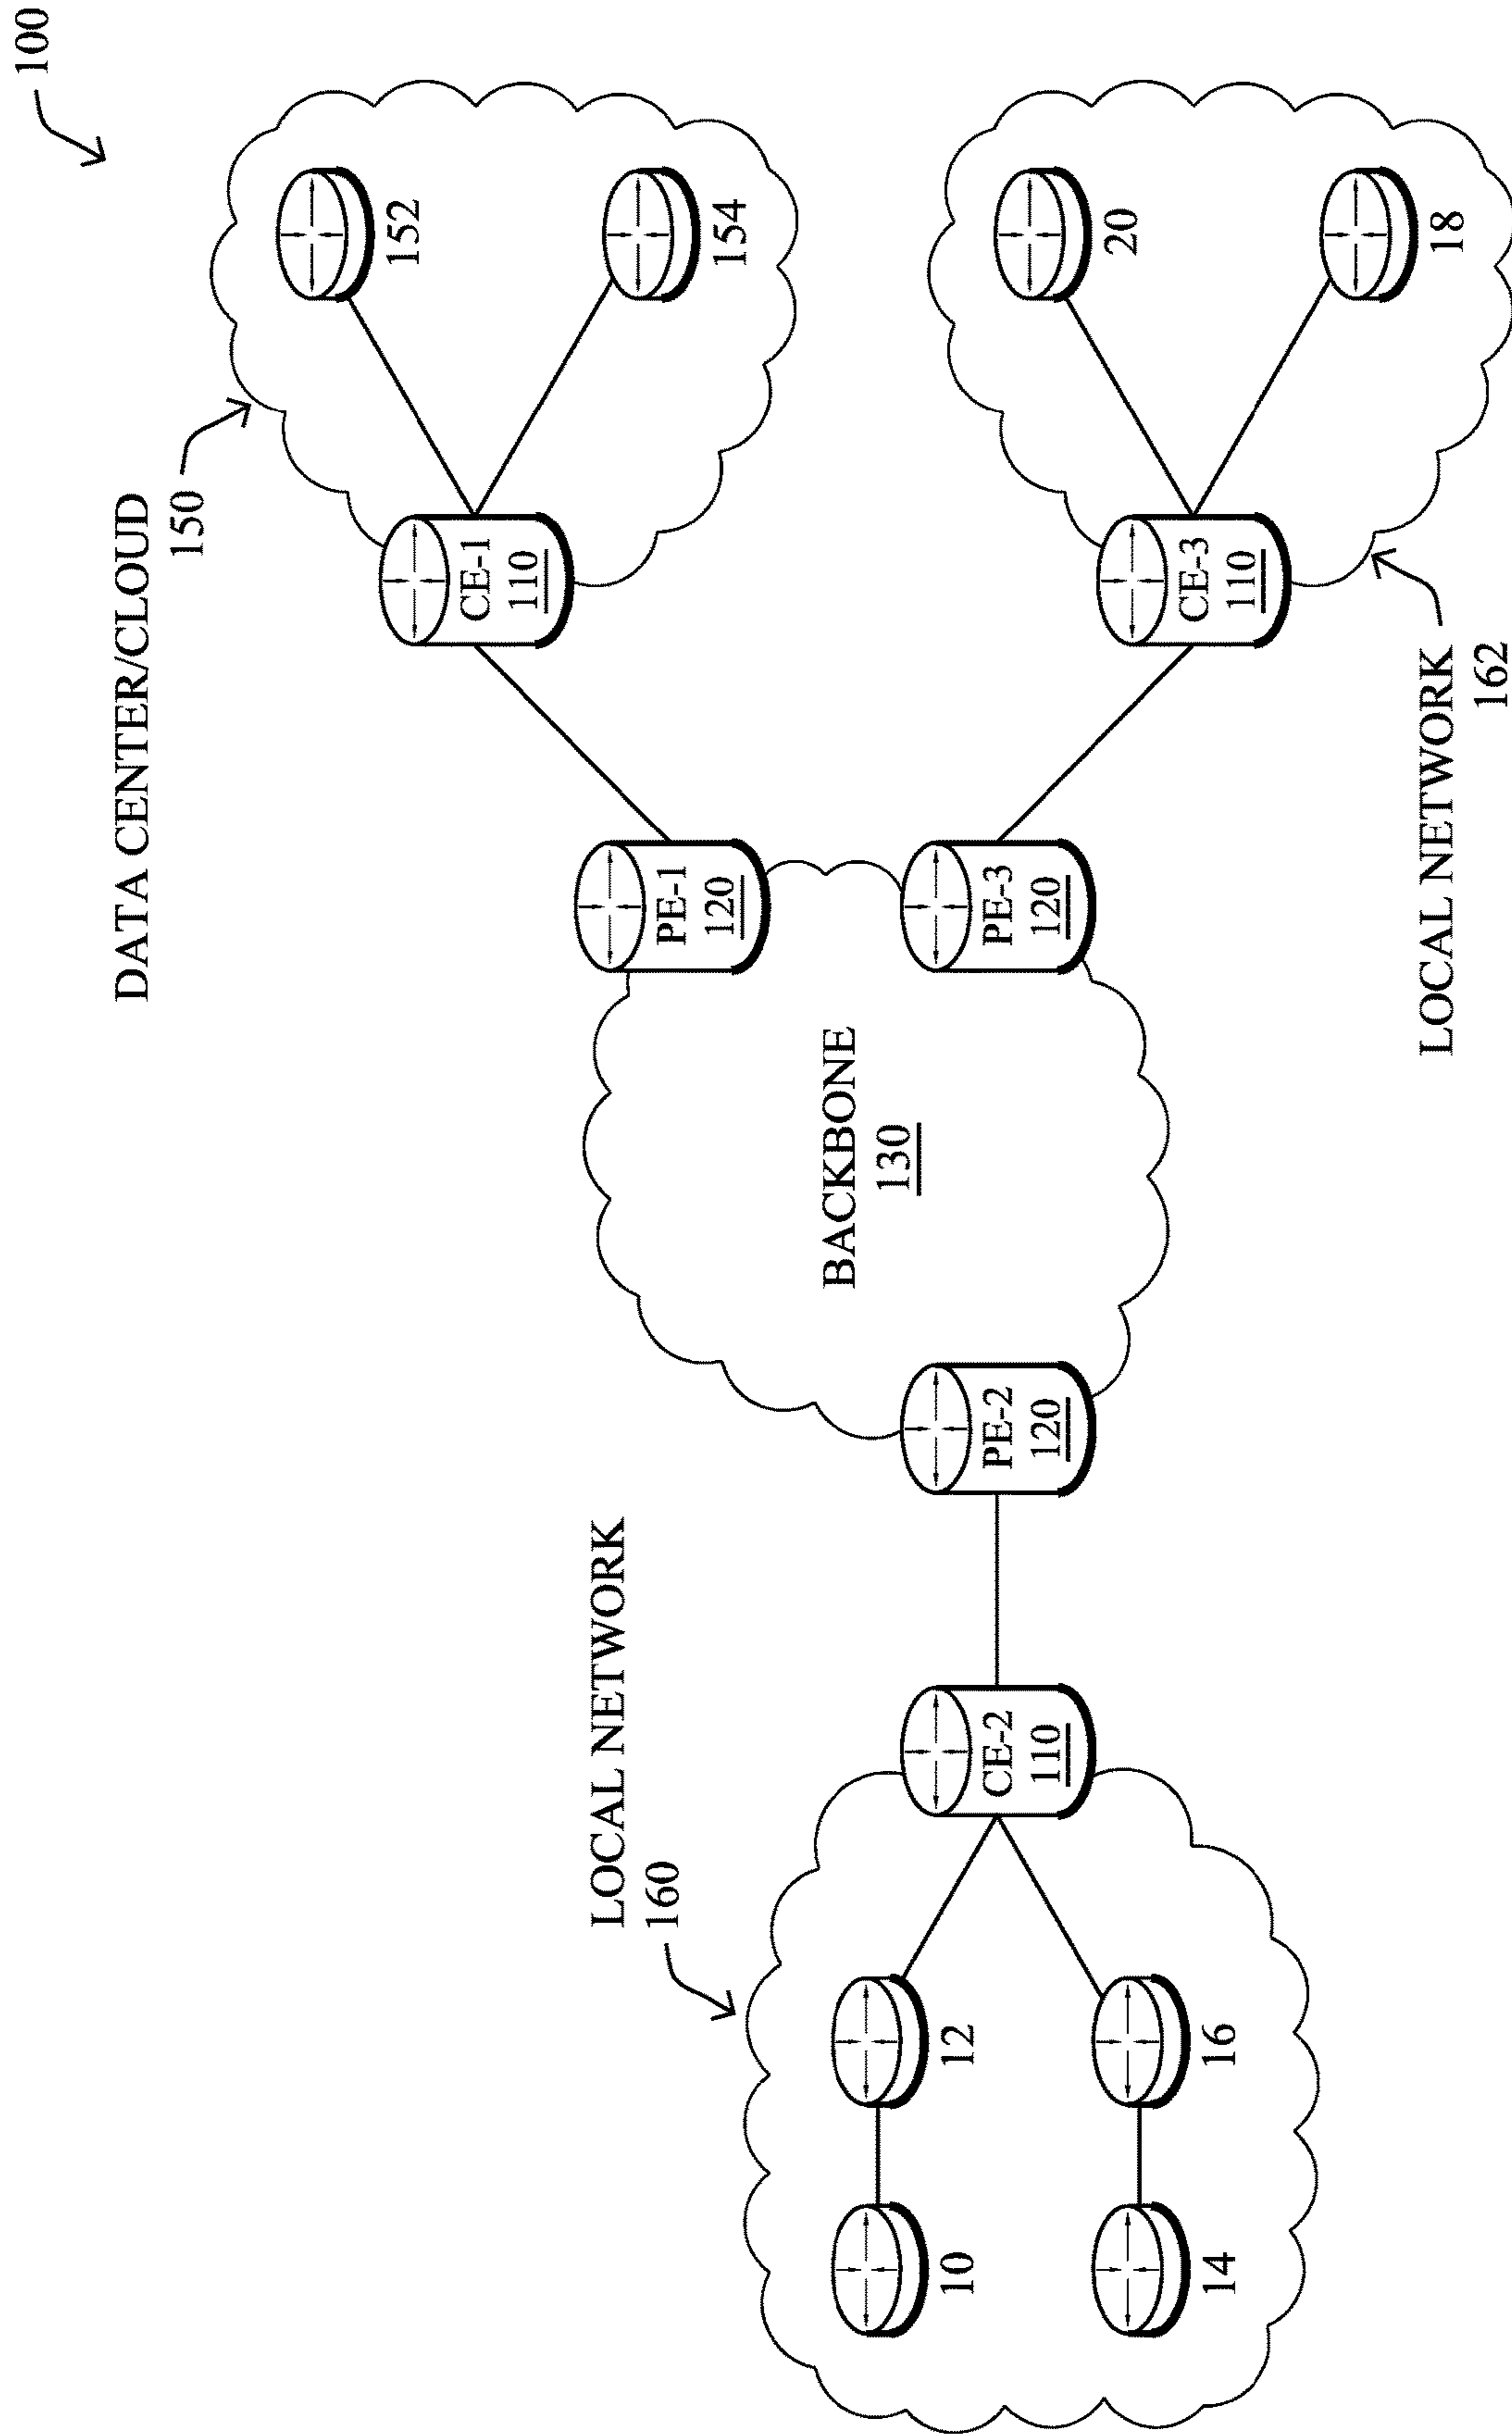 100
DATA CENTER/CLOUD
150
152
154
CE-1
110
PE-1
120
LOCAL NETWORK
160
BACKBONE
130
10
12
14
16
CE-2
110
PE-2
120
PE-3
120
CE-3
110
20
18
LOCAL NETWORK
162